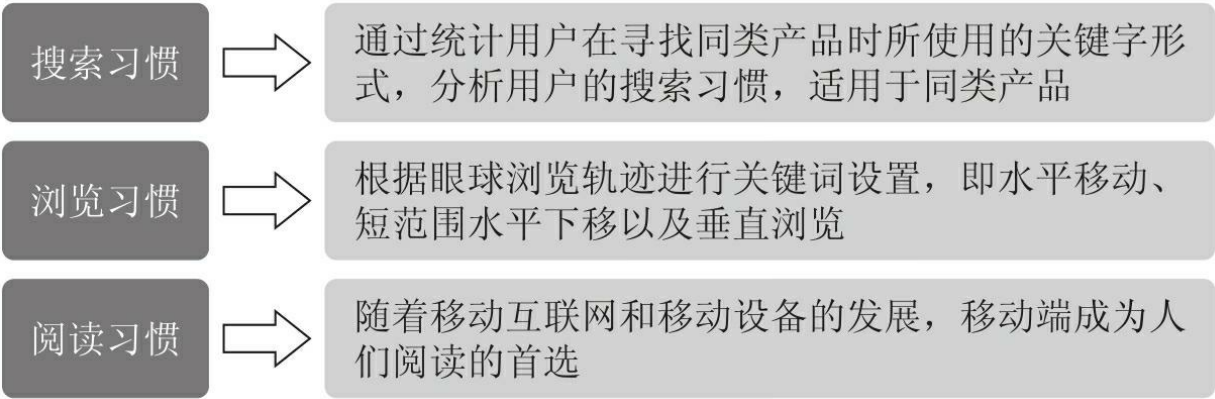 搜索习惯
通过统计用户在寻找同类产品时所使用的关键字形
式，分析用户的搜索习惯，适用于同类产品
浏览习惯
根据眼球浏览轨迹进行关键词设置，即水平移动、
短范围水平下移以及垂直浏览
阅读习惯
随着移动互联网和移动设备的发展，移动端成为人
们阅读的首选